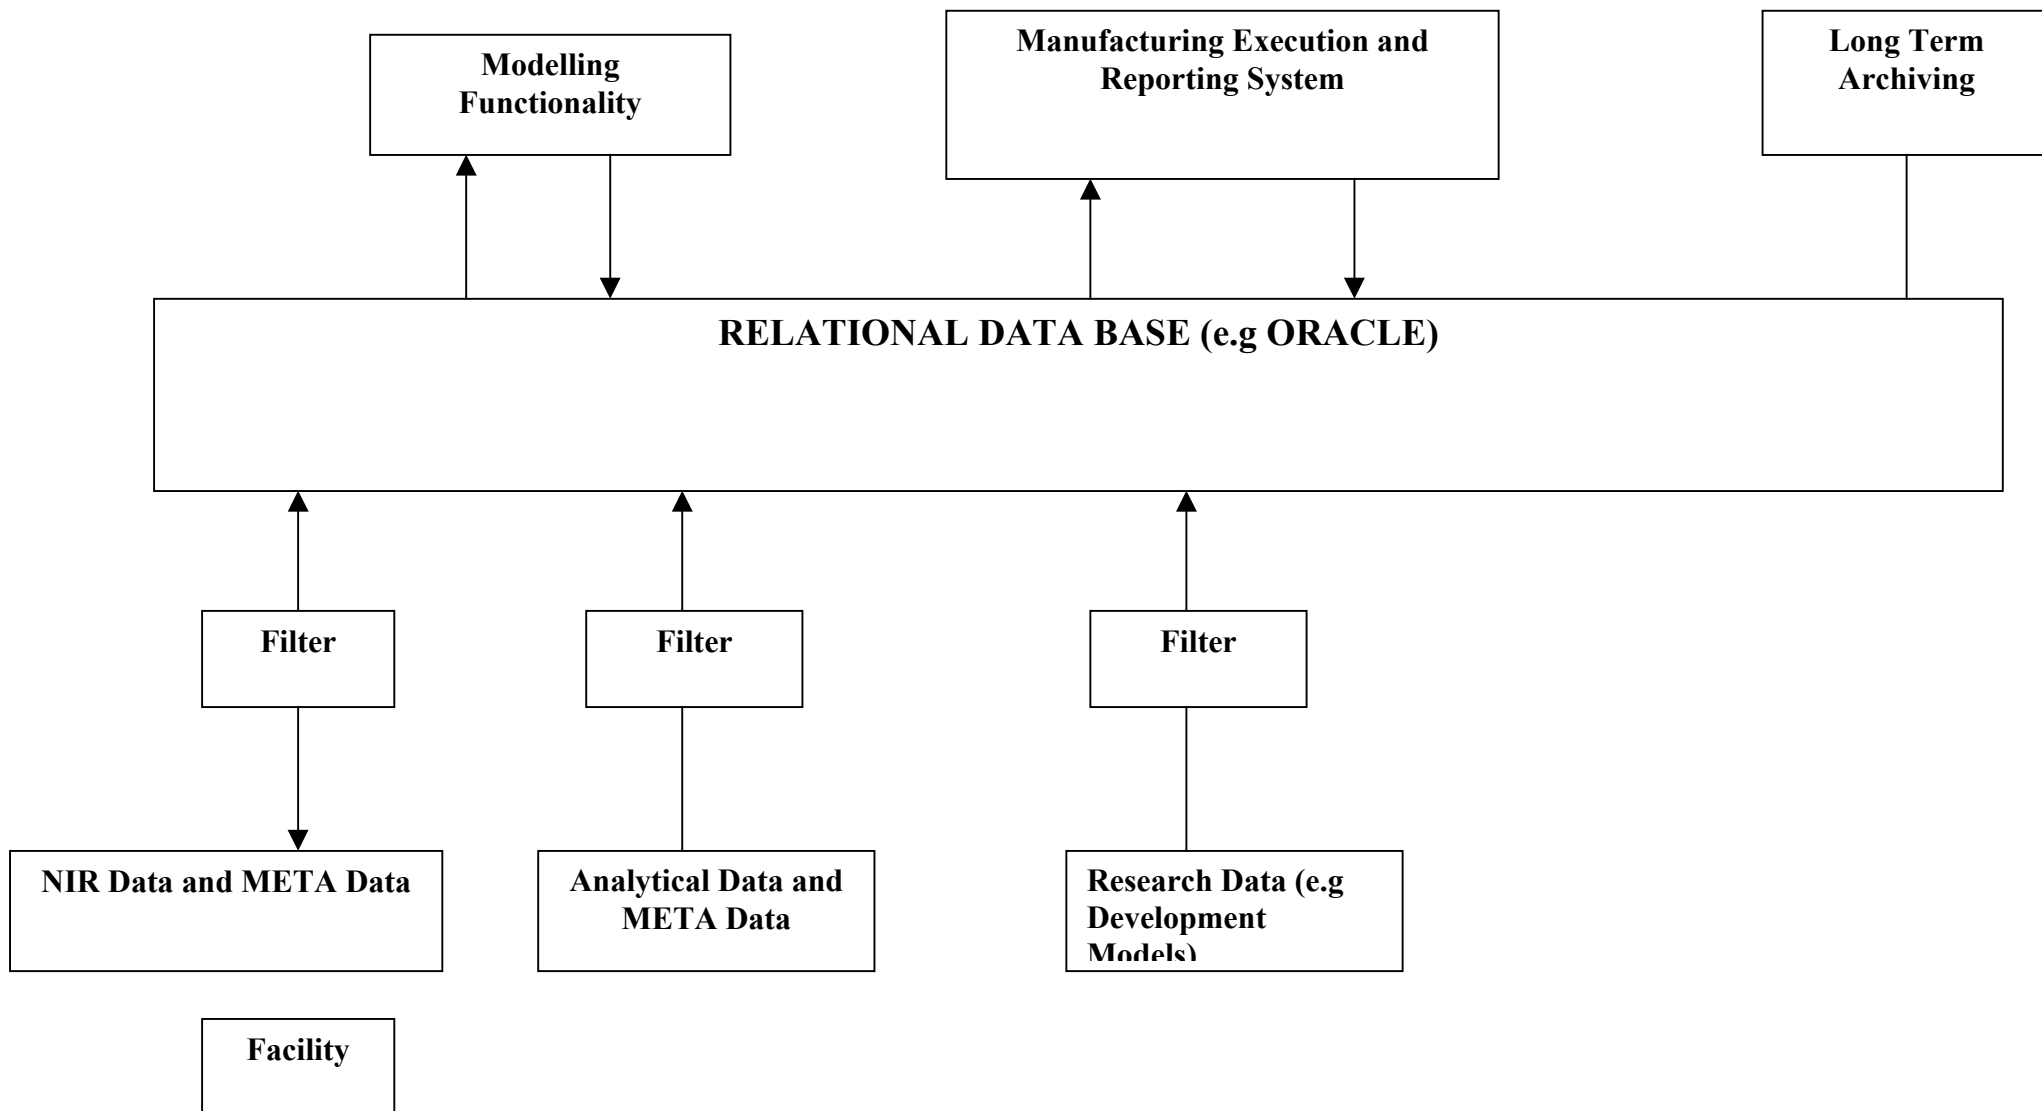 Modelling
Functionality
Manufacturing Execution and
Reporting System
Long Term
Archiving
RELATIONAL DATA BASE (e.g ORACLE)
Filter
Filter
Filter
NIR Data and META Data
Analytical Data and
META Data
Research Data (e.g
Development
Models)
Facility